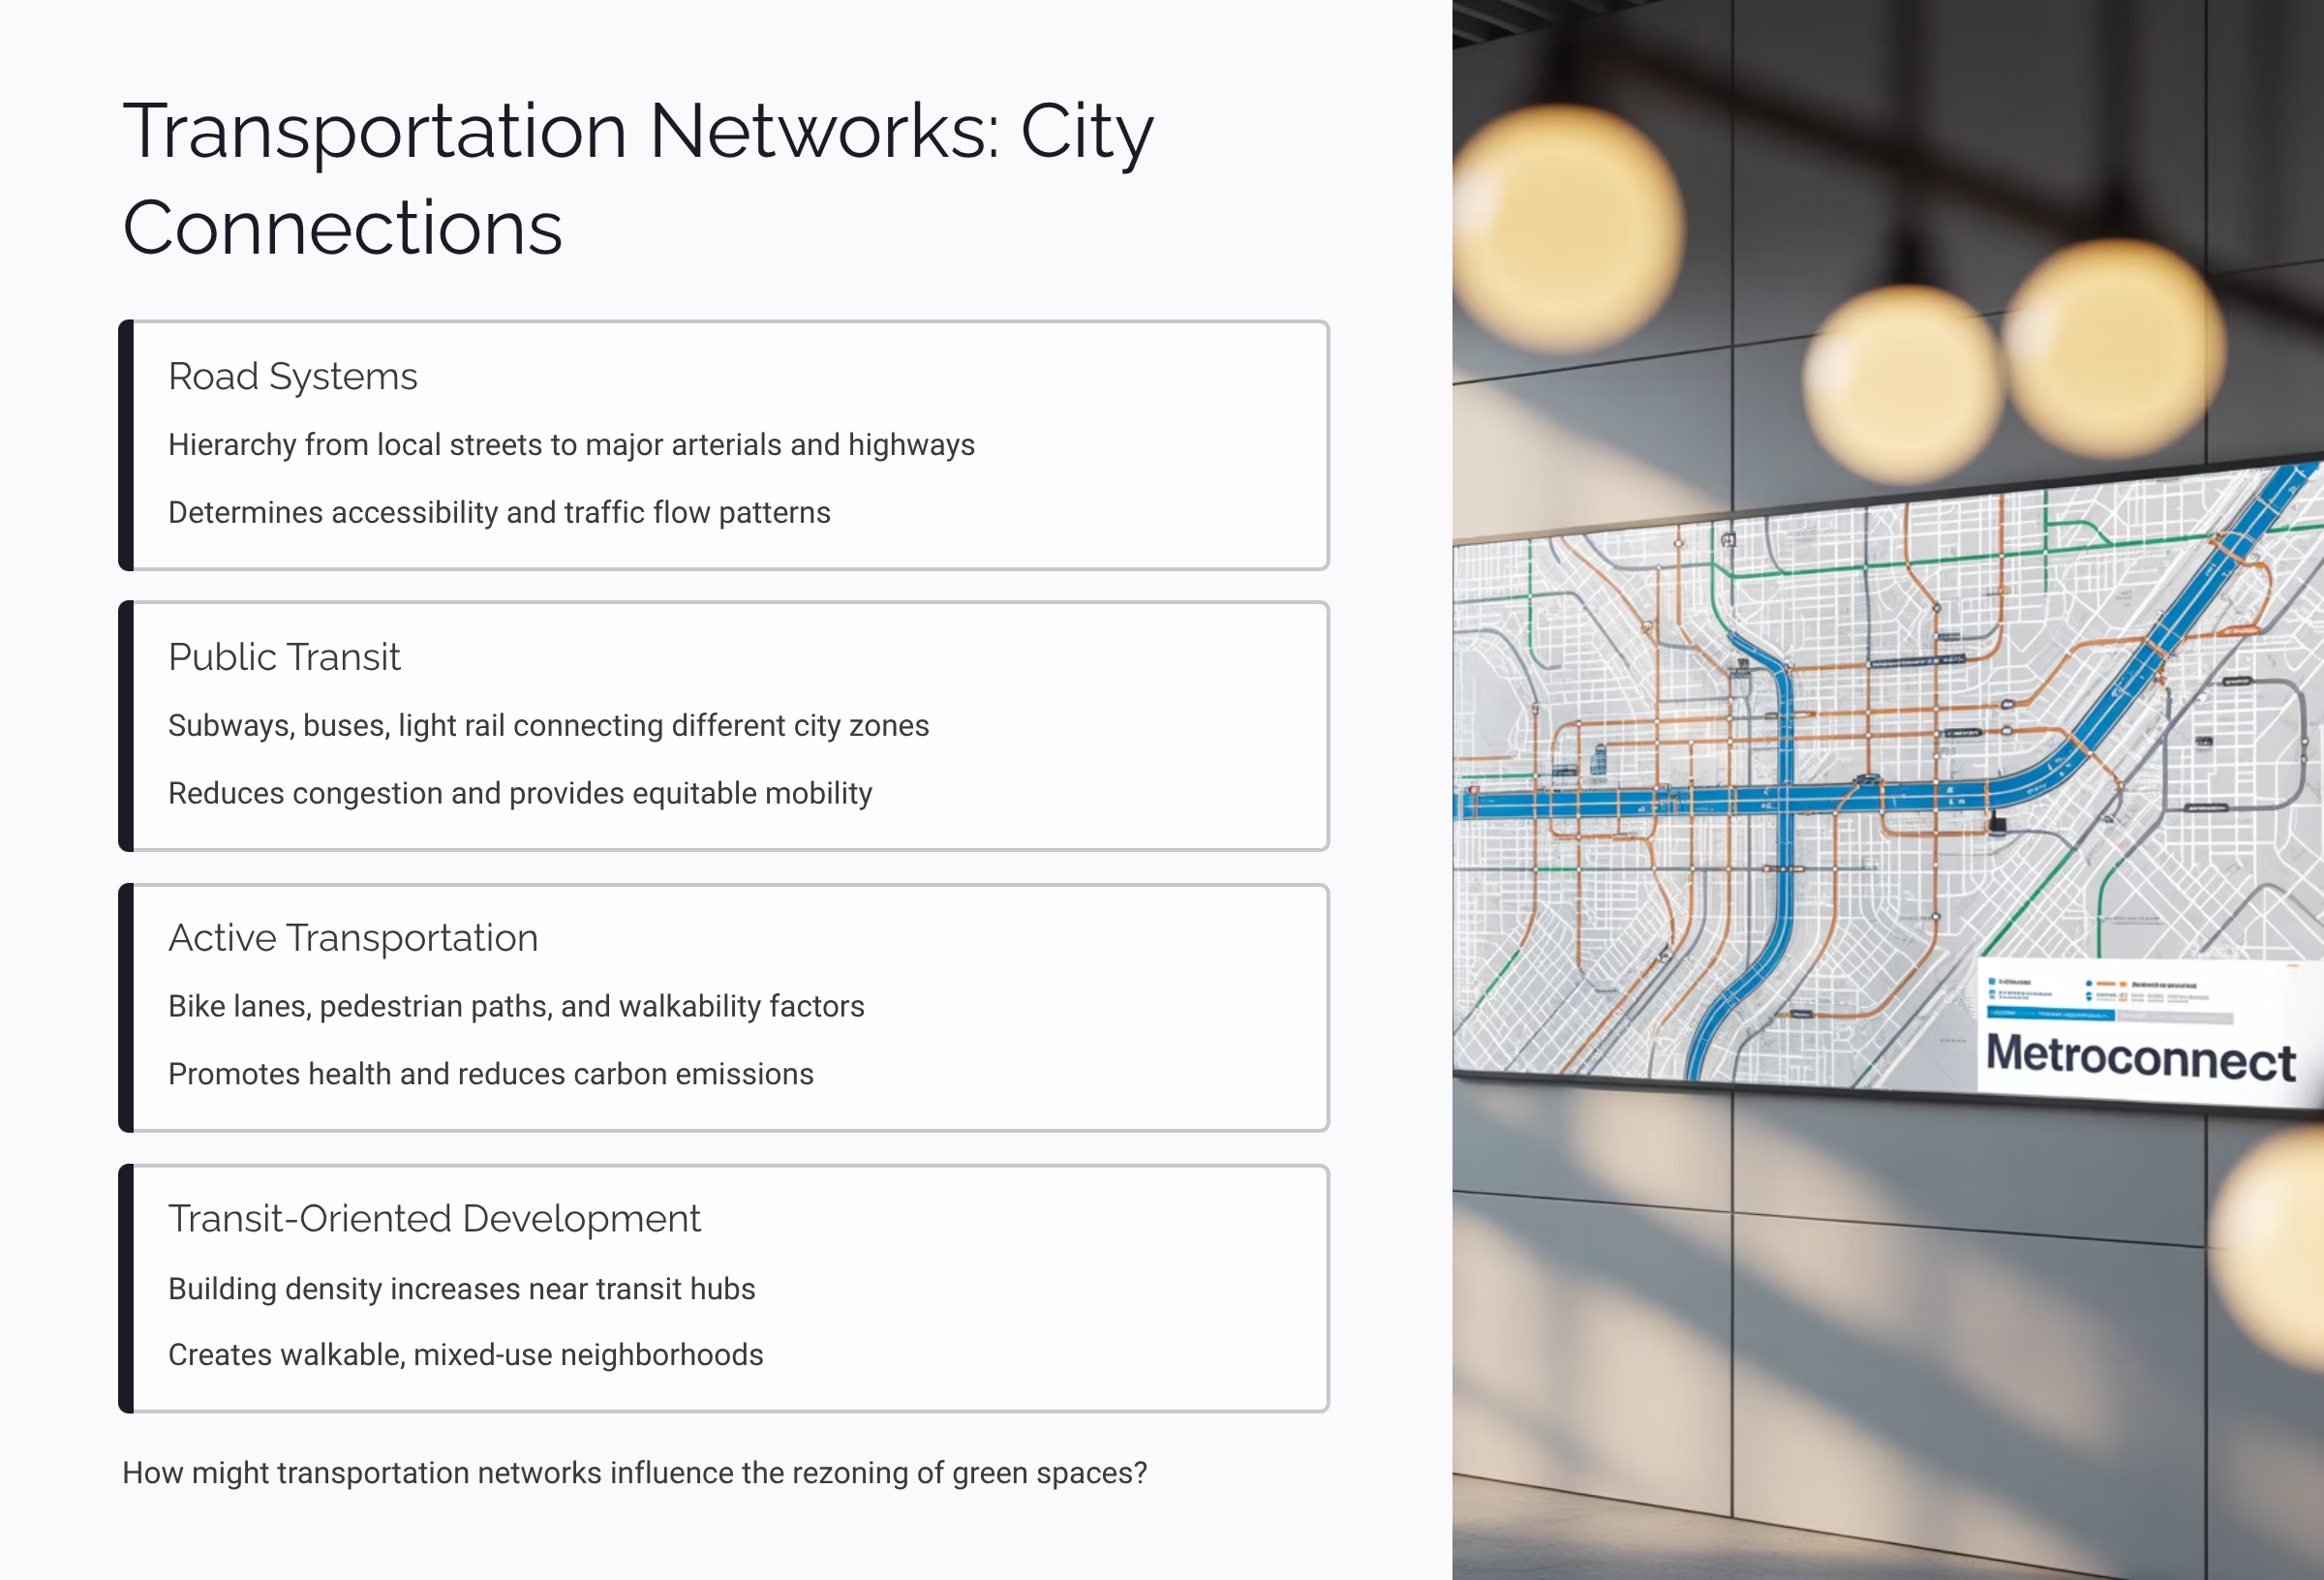 Transportation Networks: City
Connections
Road Systems
Hierarchy from local streets to major arterials and highways
Determines accessibility and traffic flow patterns
Public Transit
Subways, buses, light rail connecting different city zones
Reduces congestion and provides equitable mobility
Active Transportation
Bike lanes, pedestrian paths, and walkability factors
Promotes health and reduces carbon emissions
Transit-Oriented Development
Building density increases near transit hubs
Creates walkable, mixed-use neighborhoods
How might transportation networks influence the rezoning of green spaces?
Metroconnect